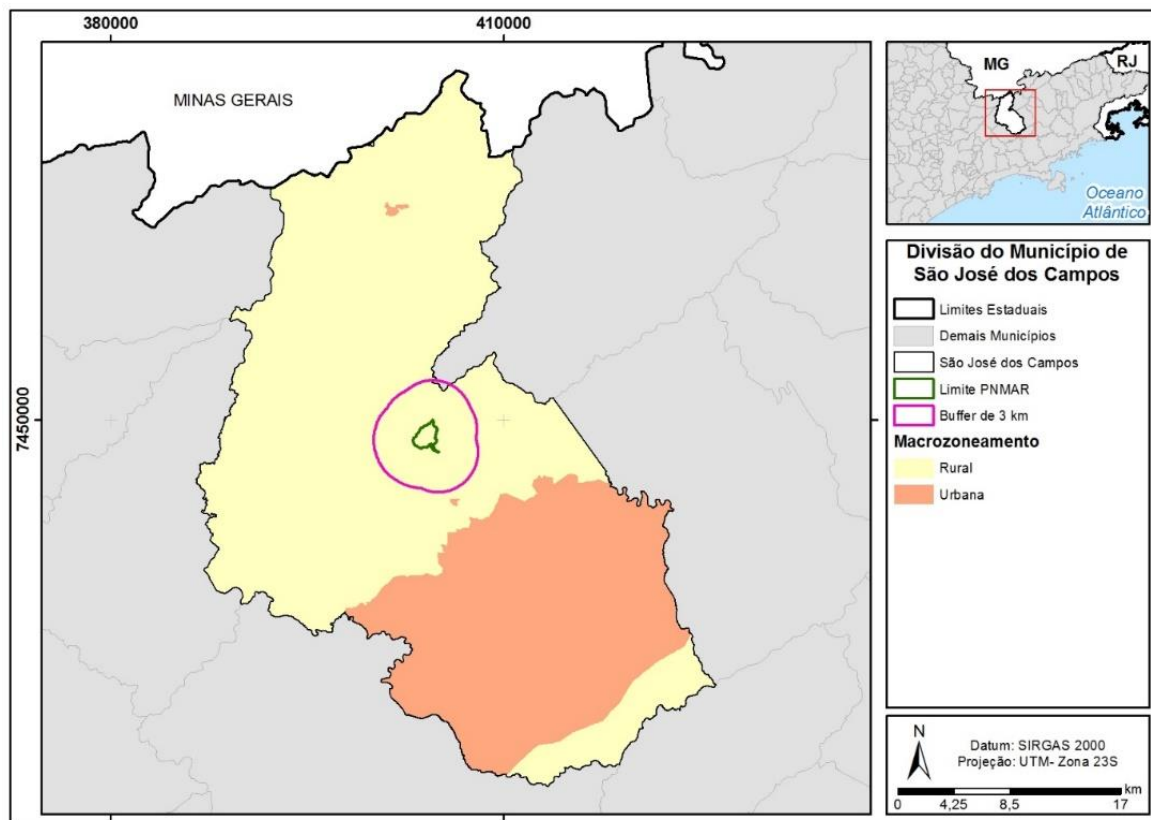 380000
410000
7450000
MINAS GERAIS
MG
RJ
Oceano
Atlântico
Divisão do Município de
São José dos Campos
Limites Estaduais
Demais Municípios
São José dos Campos
Limite PNMAR
Buffer de 3 km
Macrozoneamento
Rural
Urbana
N
Datum: SIRGAS 2000
Projeção: UTM- Zona 23S
km
0 4,25 8,5 17